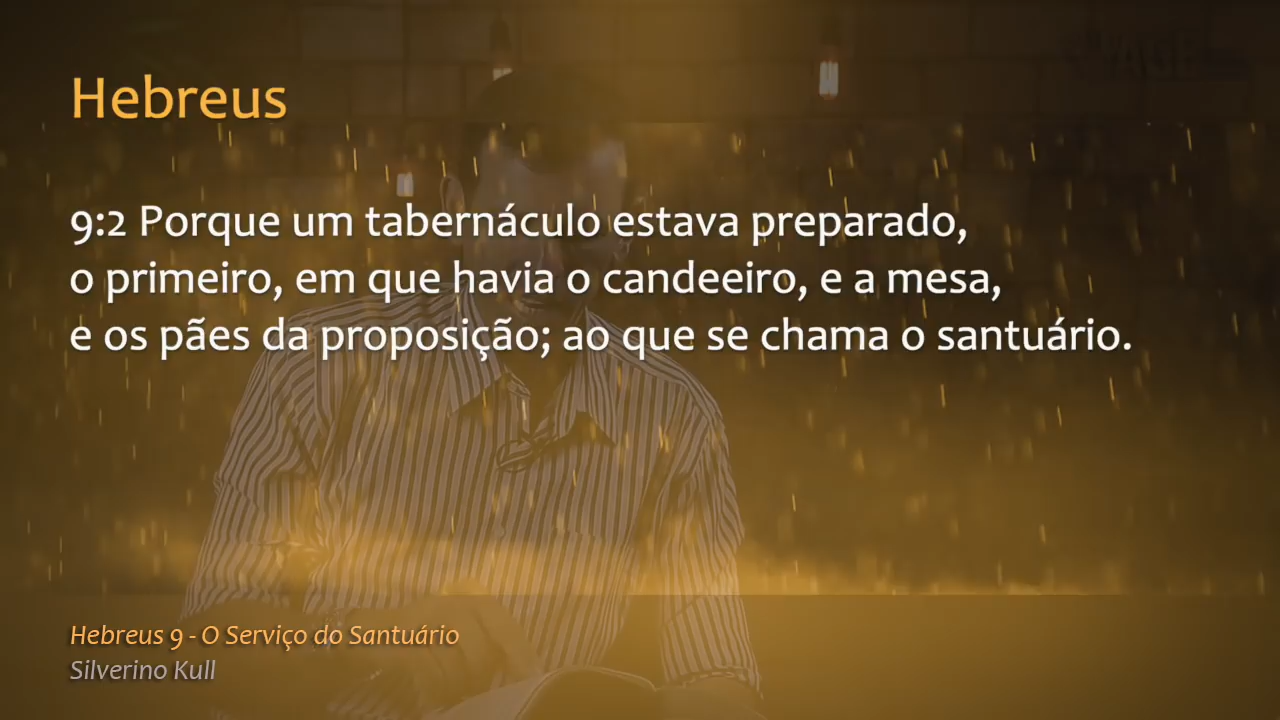 Hebreus
9:2 Porque um tabernáculo estava preparado,
o primeiro, em que havia o candeeiro, e a mesa,
e os pães da proposição; ao que se chama o santuário.
Hebreus 9 - O Serviço do Santuário
Silverino Kull